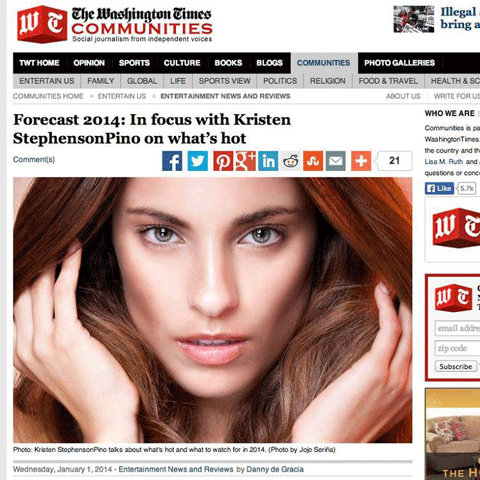 The Washington Times
COMMUNITIES
Social journalism from independent voices
Illegal
bring a
TWT HOME OPINION SPORTS CULTURE BOOKS BLOGS COMMUNITIES PHOTO GALLERIES
ENTERTAIN US FAMILY GLOBAL LIFE SPORTS VIEW POLITICS RELIGION FOOD & TRAVEL HEALTH & SC
COMMUNITIES HOME » ENTERTAIN US » ENTERTAINMENT NEWS AND REVIEWS ABOUT US WRITE FOR US
Forecast 2014: In focus with Kristen
StephensonPino on what's hot
Comment(s)
21
Photo: Kristen StephensonPino talks about what's hot and what to watch for in 2014. (Photo by Jojo Seriña)
Wednesday, January 1, 2014 - Entertainment News and Reviews by Danny de Gracia
WHO WE ARE
Communities is pa
WashingtonTimes.
the country and th
Lisa M. Ruth and
questions or conce
Like 5.7k
WT
email addre
zip code
Subscribe
THE HO